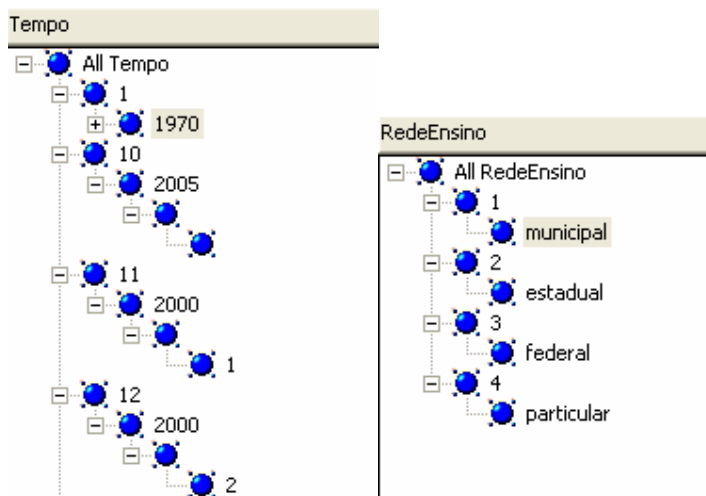 Tempo
All Tempo
1
1970
10
2005
11
2000
1
12
2000
2
RedeEnsino
All RedeEnsino
1
municipal
2
estadual
3
federal
4
particular